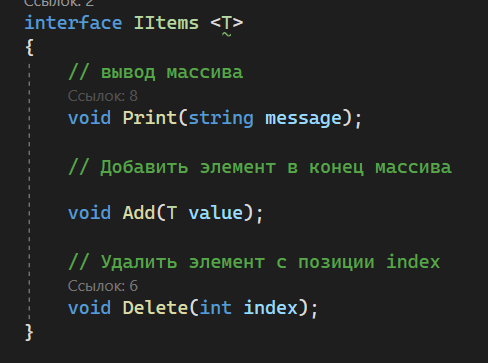 Ссылок: 2
interface IItems <T>
{
// вывод массива
Ссылок: 8
void Print(string message);
// Добавить элемент в конец массива
void Add(T value);
// Удалить элемент с позиции index
Ссылок: 6
void Delete(int index);
}